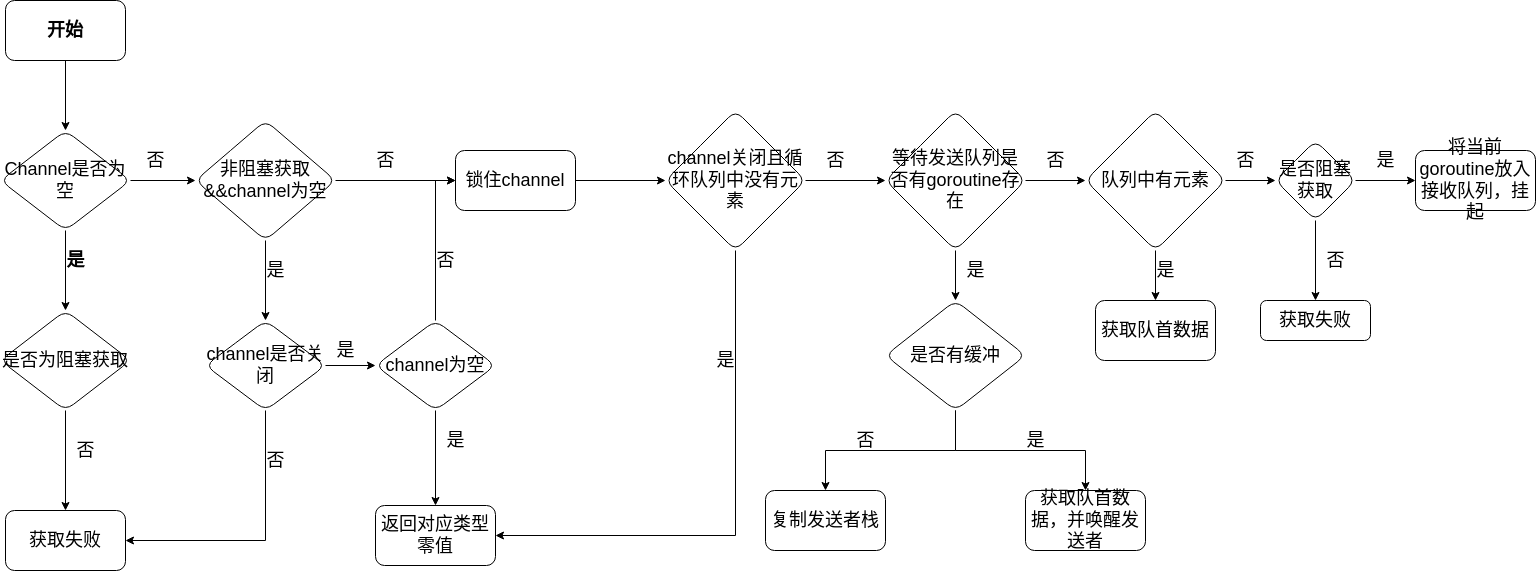 开始
Channel是否为
空
否
非阻塞获取
&&channel为空
否
锁住channel
channel关闭且循
环队列中没有元
素
否
等待发送队列是
否有goroutine存
在
否
队列中有元素
否
是否阻塞
获取
是
将当前
goroutine放入
接收队列，挂
起
是
是
否
是
是
否
是否为阻塞获取
channel是否关
闭
是
channel为空
是
是否有缓冲
获取队首数据
获取失败
否
否
是
否
是
获取失败
返回对应类型
零值
复制发送者栈
获取队首数
据，并唤醒发
送者